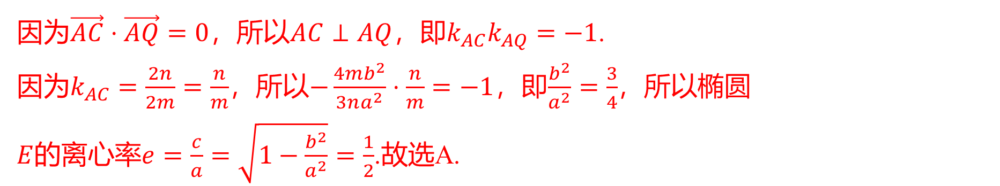 因为$\overrightarrow{AC}\cdot\overrightarrow{AQ}=0$，所以$AC\perp AQ$，即$k_{AC}k_{AQ}=-1$.
因为$k_{AC}=\frac{2n}{2m}=\frac{n}{m}$，所以$-\frac{4mb^2}{3na^2}\cdot\frac{n}{m}=-1$，即$\frac{b^2}{a^2}=\frac{3}{4}$，所以椭圆
$E$的离心率$e=\frac{c}{a}=\sqrt{1-\frac{b^2}{a^2}}=\frac{1}{2}$.故选A.